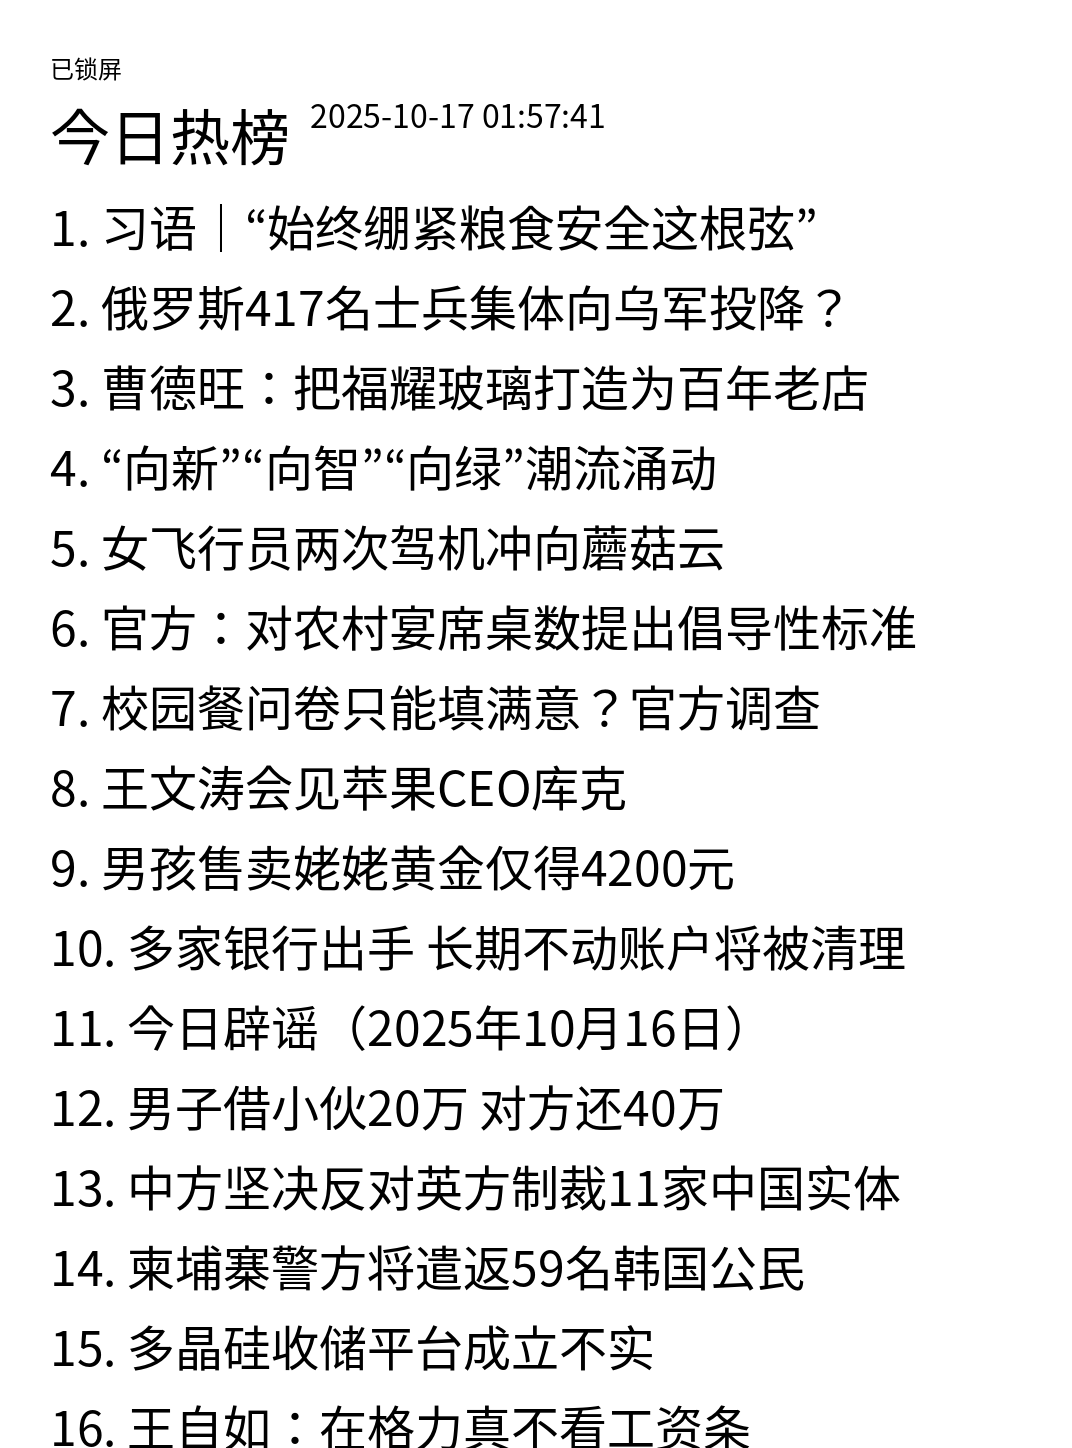 已锁屏
今日热榜 2025-10-17 01:57:41
1. 习语｜“始终绷紧粮食安全这根弦”
2. 俄罗斯417名士兵集体向乌军投降？
3. 曹德旺：把福耀玻璃打造为百年老店
4. “向新”“向智”“向绿”潮流涌动
5. 女飞行员两次驾机冲向蘑菇云
6. 官方：对农村宴席桌数提出倡导性标准
7. 校园餐问卷只能填满意？官方调查
8. 王文涛会见苹果CEO库克
9. 男孩售卖姥姥黄金仅得4200元
10. 多家银行出手 长期不动账户将被清理
11. 今日辟谣（2025年10月16日）
12. 男子借小伙20万 对方还40万
13. 中方坚决反对英方制裁11家中国实体
14. 柬埔寨警方将遣返59名韩国公民
15. 多晶硅收储平台成立不实
16. 王自如：在格力真不看工资条